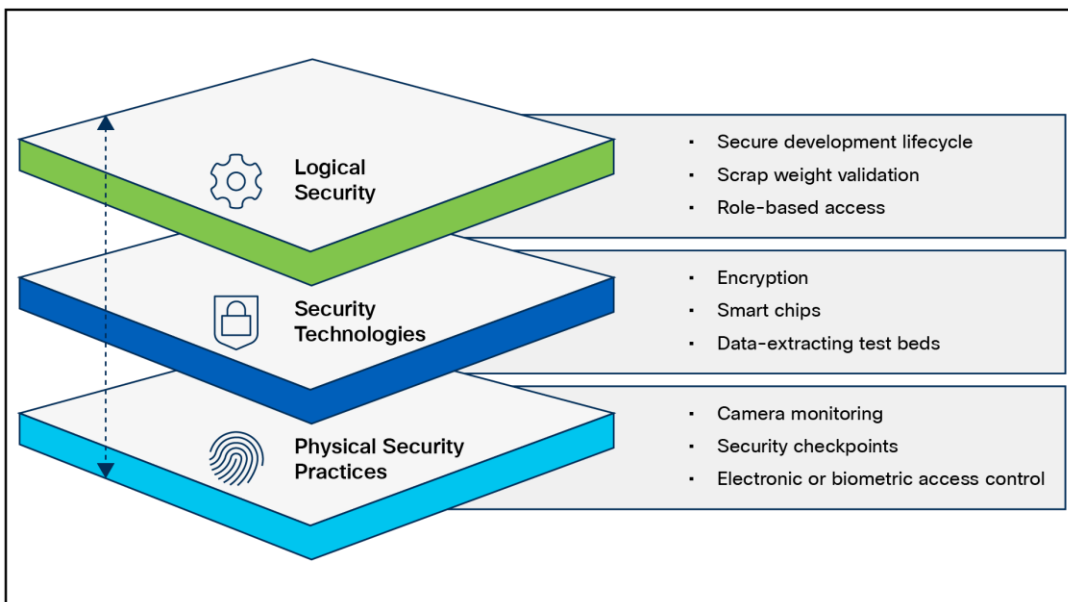 Logical
Security
▪ Secure development lifecycle
▪ Scrap weight validation
▪ Role-based access
Security
Technologies
▪ Encryption
▪ Smart chips
▪ Data-extracting test beds
Physical Security
Practices
▪ Camera monitoring
▪ Security checkpoints
▪ Electronic or biometric access control